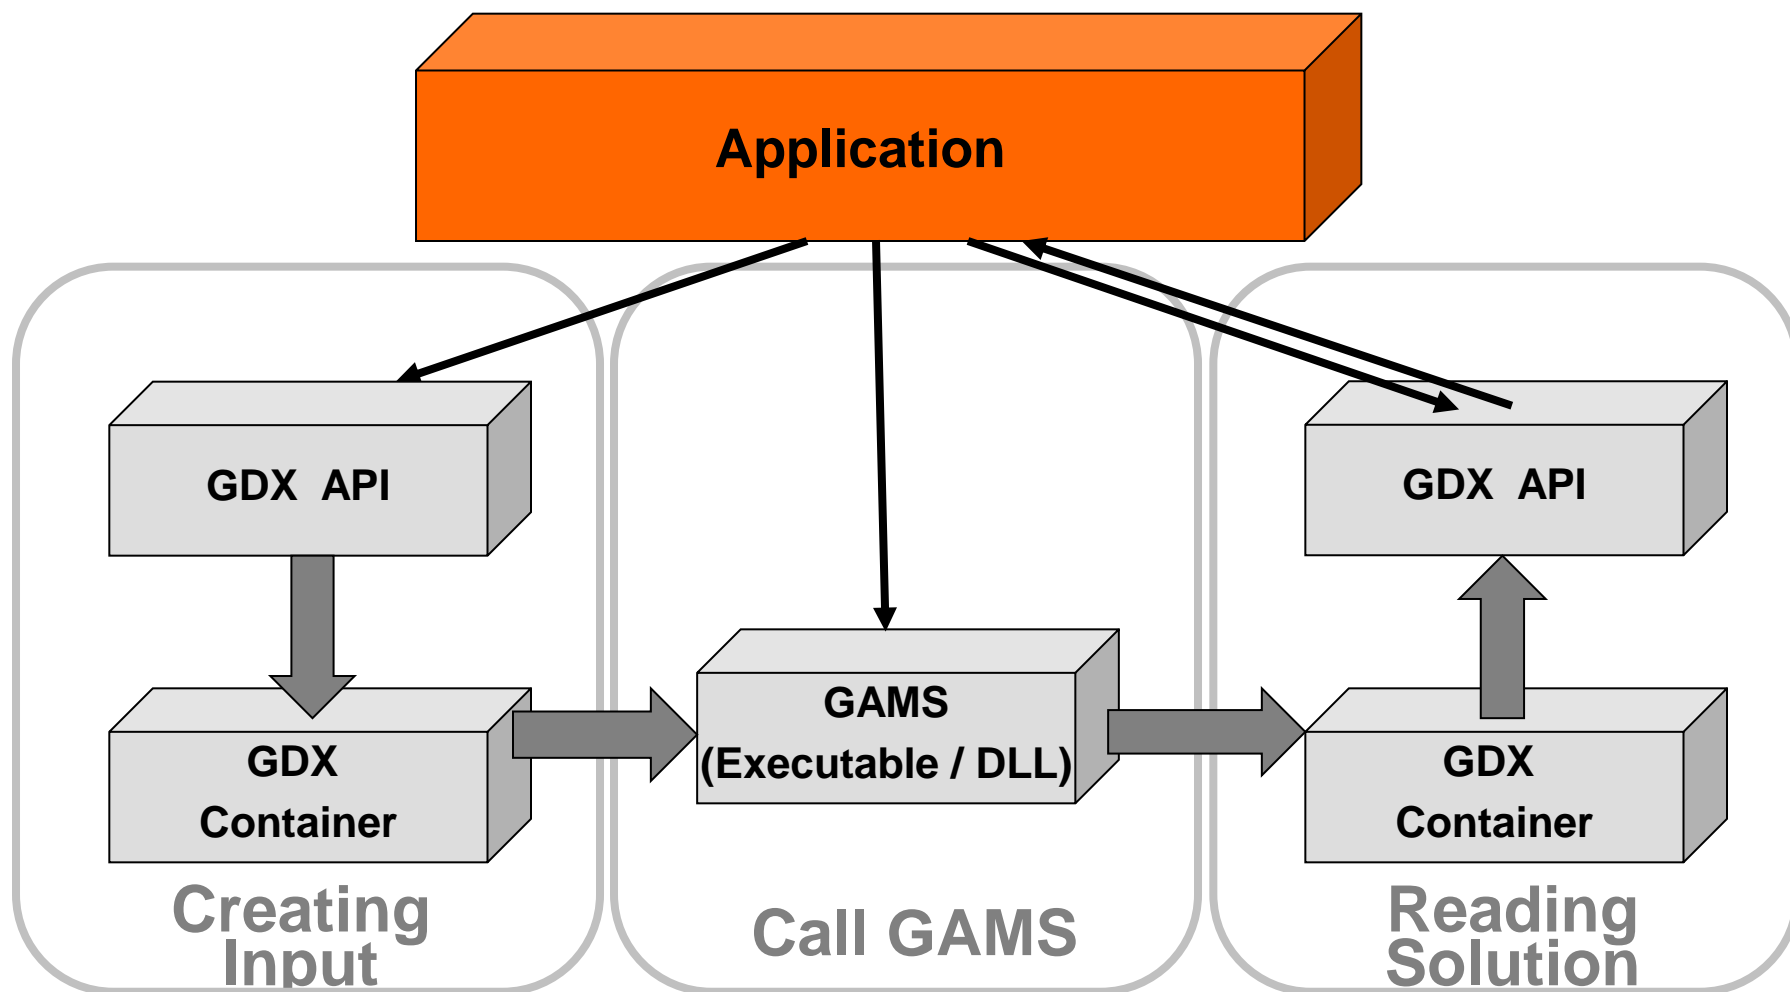 Application
GDX API
GDX
Container
Creating
Input
GAMS
(Executable / DLL)
Call GAMS
GDX API
GDX
Container
Reading
Solution